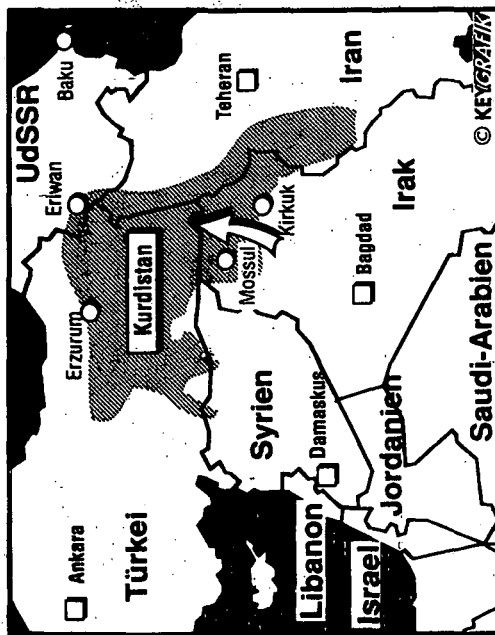 UdSSR
Baku
Eriwan
Erzurum
Ankara
Türkei
Kurdistan
Teheran
Iran
Mossul
Kirkuk
Syrien
Irak
Bagdad
Damaskus
Libanon
Israel
Jordanien
Saudi-Arabien
© KEYGRAFIK